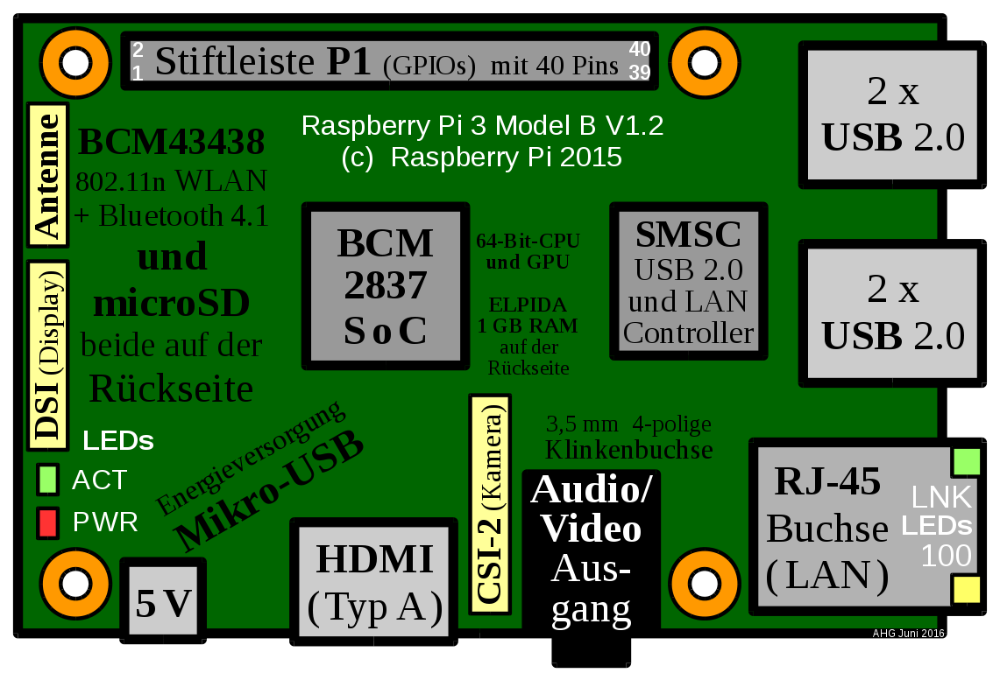 2
1
Stiftleiste P1 (GPIOs) mit 40 Pins
40
39
Raspberry Pi 3 Model B V1.2
(c) Raspberry Pi 2015
Antenne
BCM43438
802.11n WLAN
+ Bluetooth 4.1
und
microSD
beide auf der
Rückseite
DSI (Display)
BCM
2837
SoC
64-Bit-CPU
und GPU
ELPIDA
1 GB RAM
auf der
Rückseite
SMSC
USB 2.0
und LAN
Controller
2 x
USB 2.0
2 x
USB 2.0
LEDs
ACT
PWR
Energieversorgung
Mikro-USB
5V
HDMI
(Typ A)
CSI-2 (Kamera)
3,5 mm 4-polige
Klinkenbuchse
Audio/
Video
Aus-
gang
RJ-45
Buchse
(LAN)
LNK
LEDs
100
AHG Juni 2016